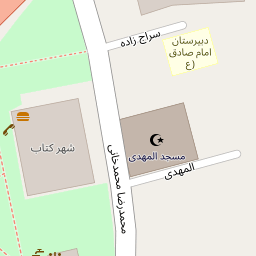 سراج زاده
دبیرستان
امام صادق
(ع
شهر کتاب
مسجد المهدی
المهدی
محمدرضا محمدخانی